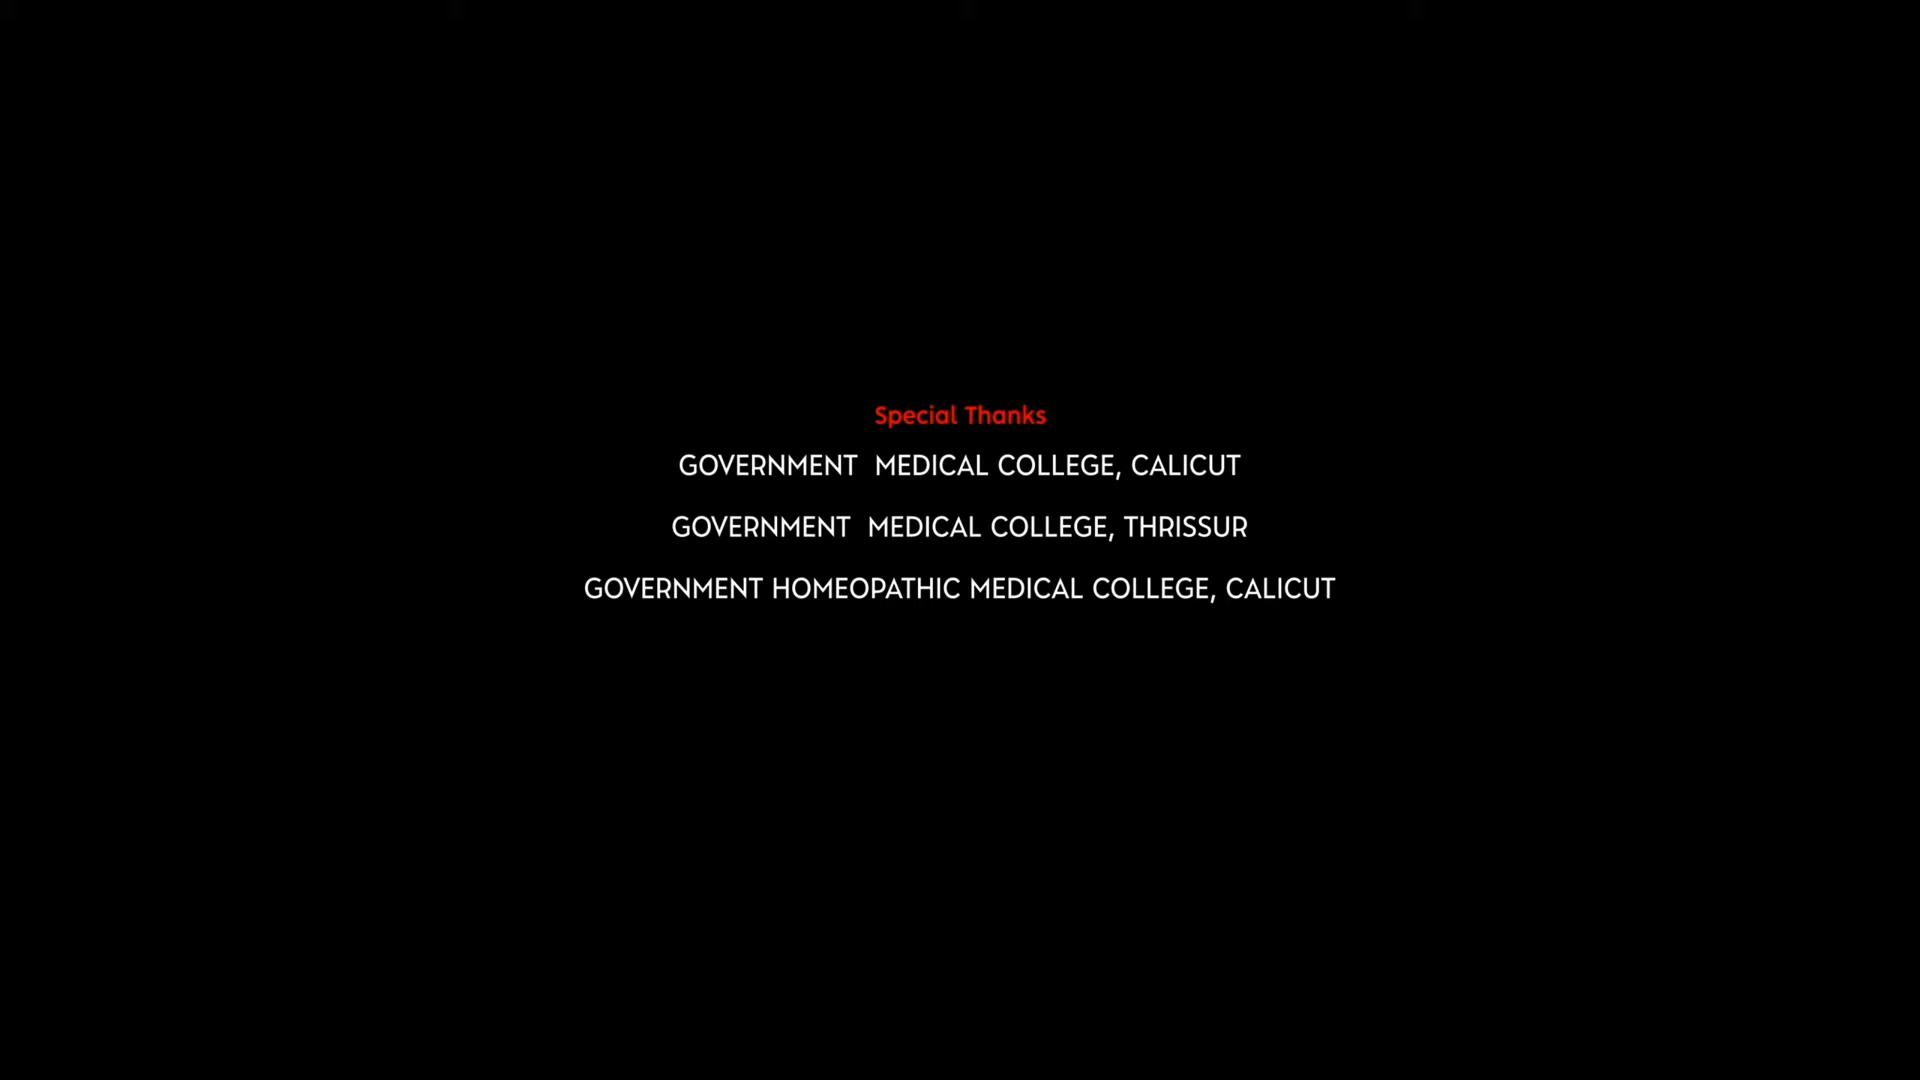 Special Thanks
GOVERNMENT  MEDICAL COLLEGE, CALICUT
GOVERNMENT  MEDICAL COLLEGE, THRISSUR
GOVERNMENT HOMEOPATHIC MEDICAL COLLEGE, CALICUT